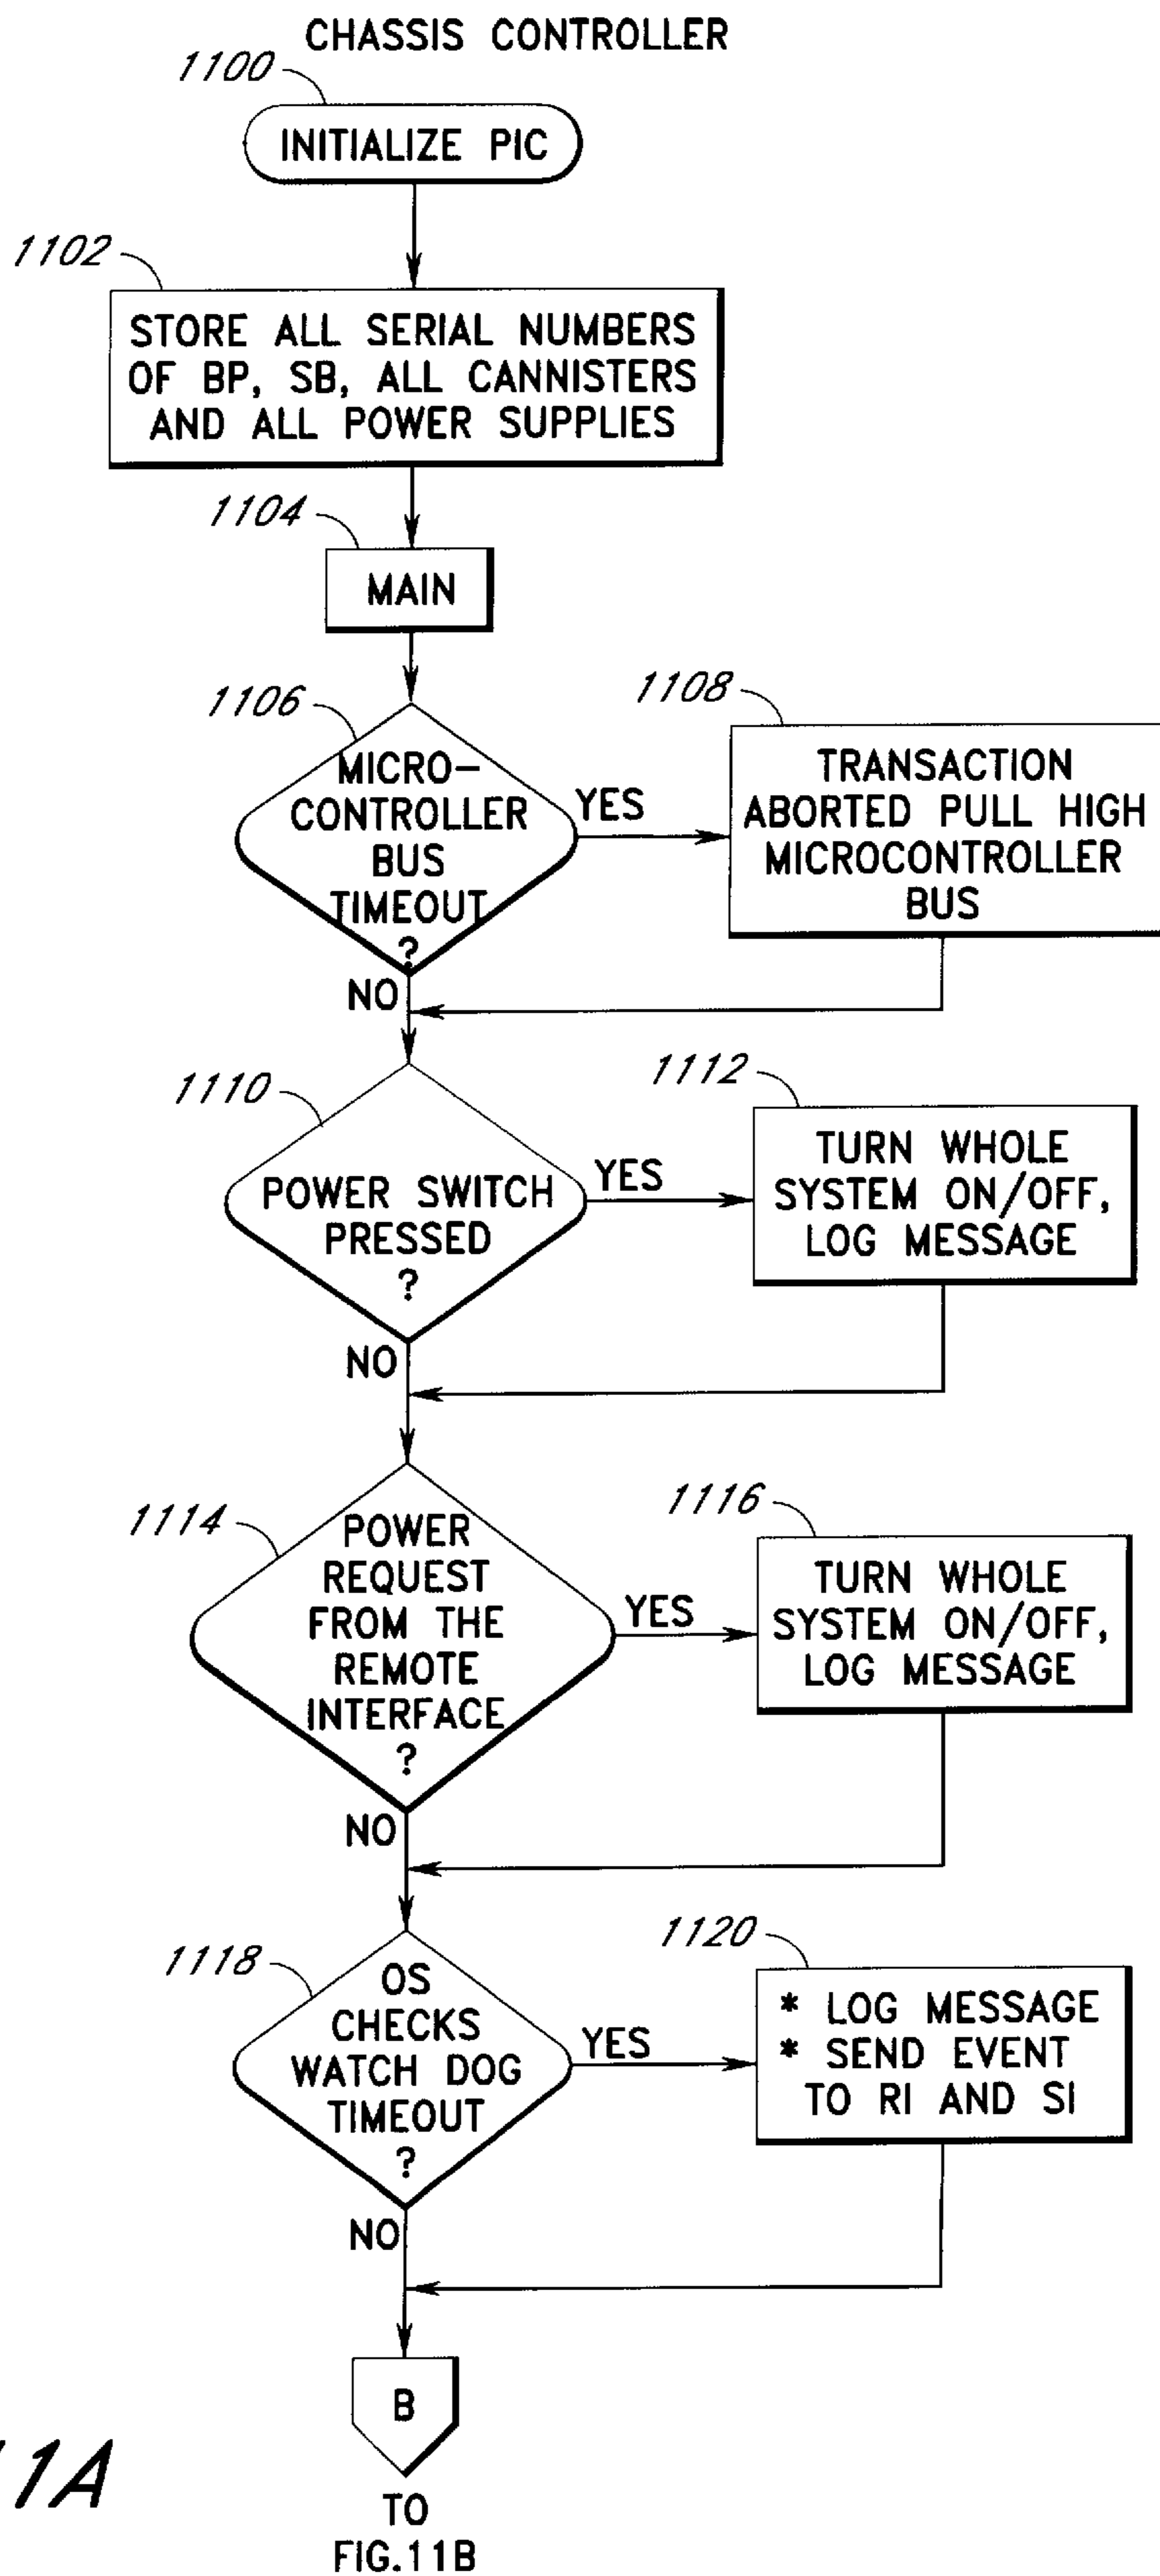 CHASSIS CONTROLLER
1100
INITIALIZE PIC
1102
STORE ALL SERIAL NUMBERS
OF BP, SB, ALL CANNISTERS
AND ALL POWER SUPPLIES
1104
MAIN
1106
MICRO-
CONTROLLER
BUS
TIMEOUT
?
YES
NO
1108
TRANSACTION
ABORTED PULL HIGH
MICROCONTROLLER
BUS
1110
POWER SWITCH
PRESSED
?
YES
NO
1112
TURN WHOLE
SYSTEM ON/OFF,
LOG MESSAGE
1114
POWER
REQUEST
FROM THE
REMOTE
INTERFACE
?
YES
NO
1116
TURN WHOLE
SYSTEM ON/OFF,
LOG MESSAGE
1118
OS
CHECKS
WATCH DOG
TIMEOUT
?
YES
NO
1120
* LOG MESSAGE
* SEND EVENT
TO RI AND SI
B
TO
FIG.11B
11A